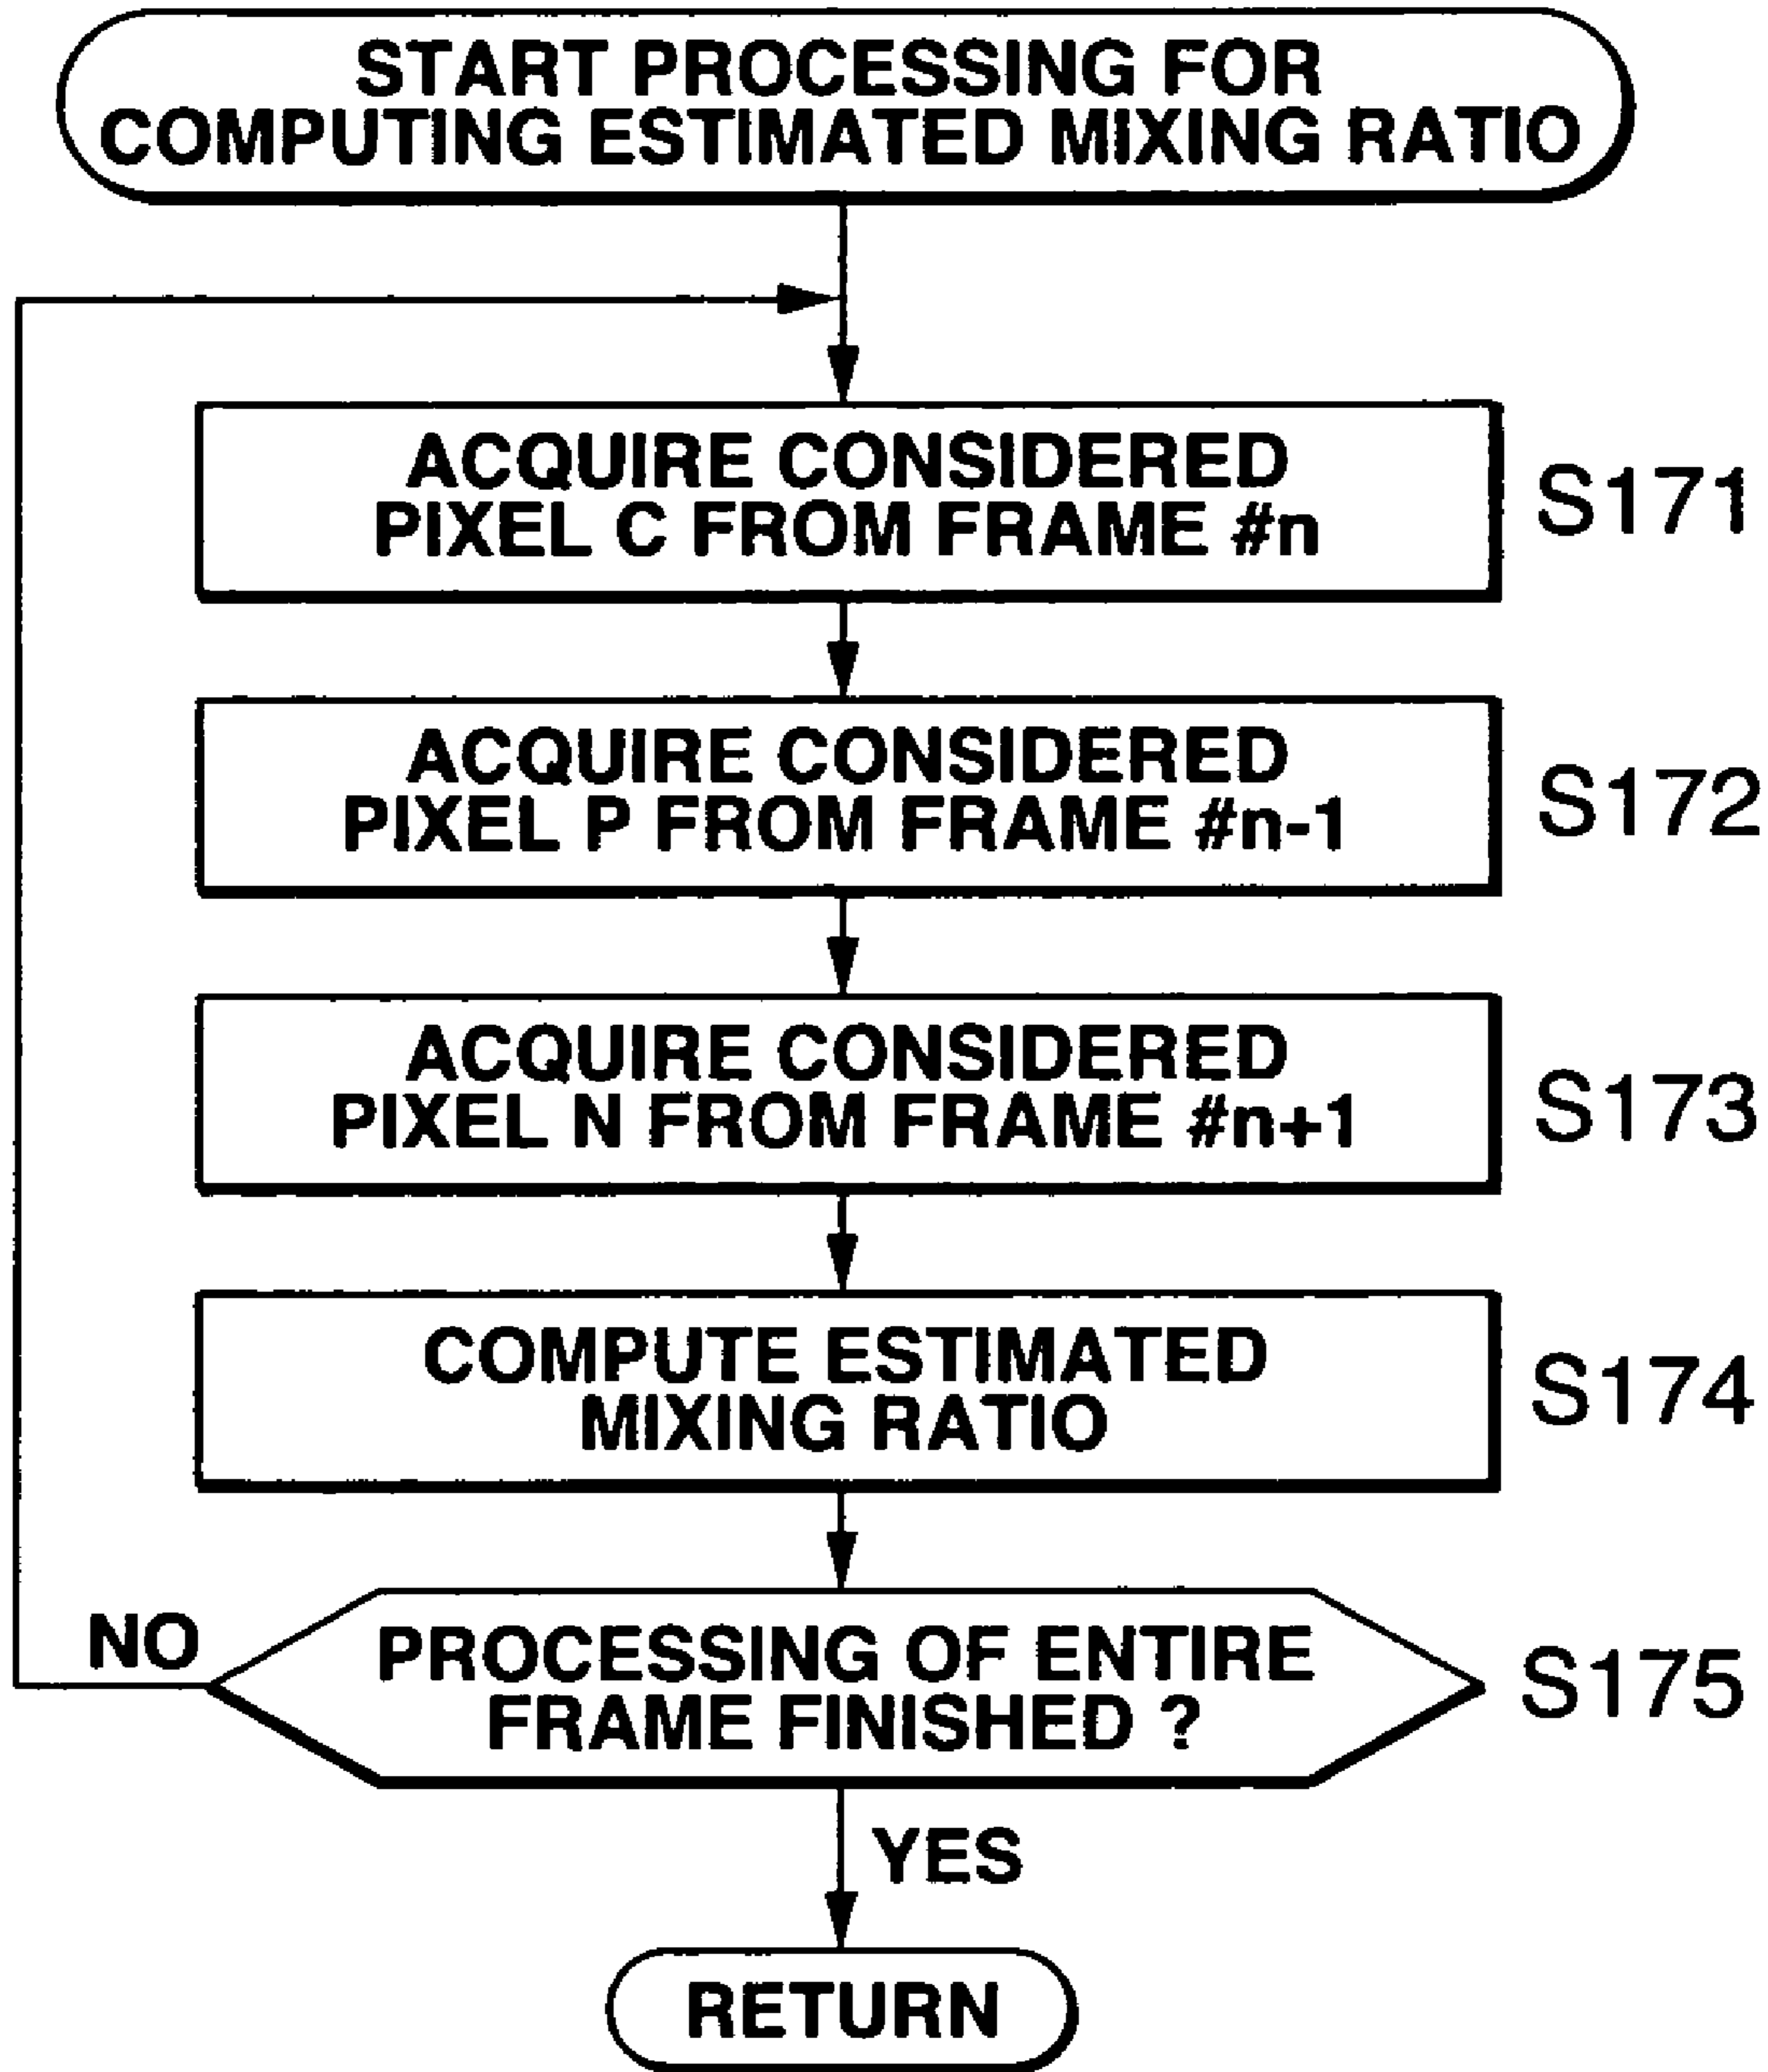 START PROCESSING FOR
COMPUTING ESTIMATED MIXING RATIO
ACQUIRE CONSIDERED
PIXEL C FROM FRAME #n
S171
ACQUIRE CONSIDERED
PIXEL P FROM FRAME #n-1
S172
ACQUIRE CONSIDERED
PIXEL N FROM FRAME #n+1
S173
COMPUTE ESTIMATED
MIXING RATIO
S174
NO
PROCESSING OF ENTIRE
FRAME FINISHED ?
S175
YES
RETURN